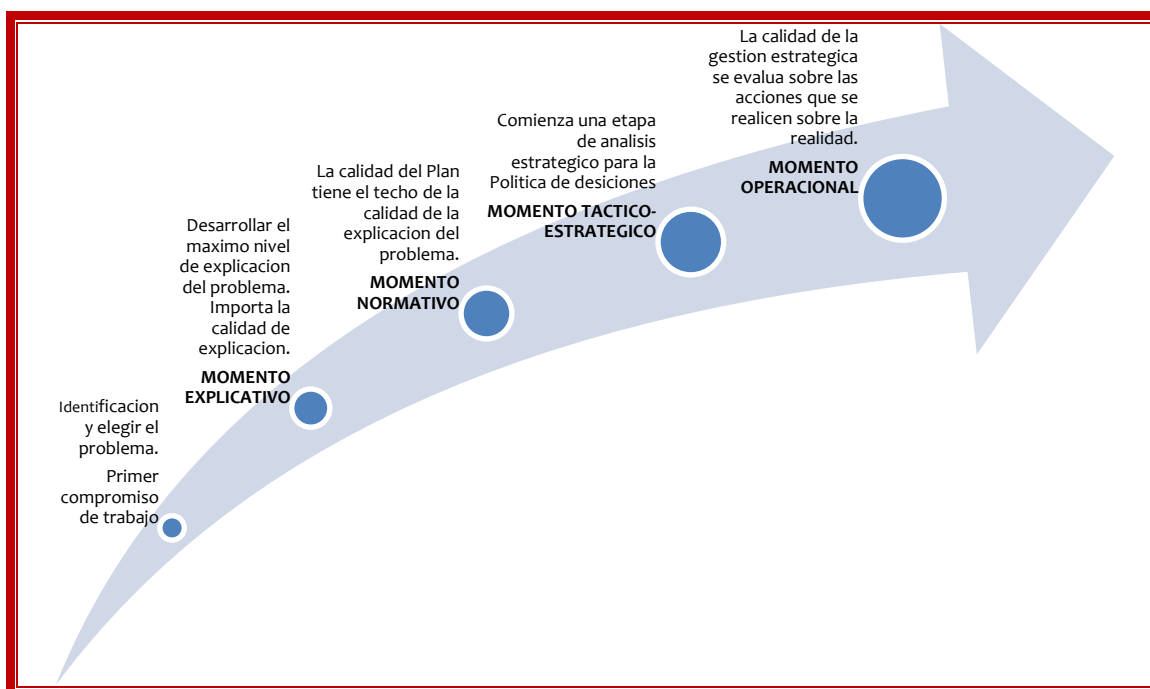 Identificacion
y elegir el
problema.
Primer
compromiso
de trabajo
Desarrollar el
maximo nivel
de explicacion
del problema.
Importa la
calidad de
explicacion.
MOMENTO
EXPLICATIVO
La calidad del Plan
tiene el techo de la
calidad de la
explicacion del
problema.
MOMENTO
NORMATIVO
Comienza una etapa
de analisis
estrategico para la
Politica de desiciones
MOMENTO TACTICO-
ESTRATEGICO
La calidad de la
gestion estrategica
se evalua sobre las
acciones que se
realicen sobre la
realidad.
MOMENTO
OPERACIONAL